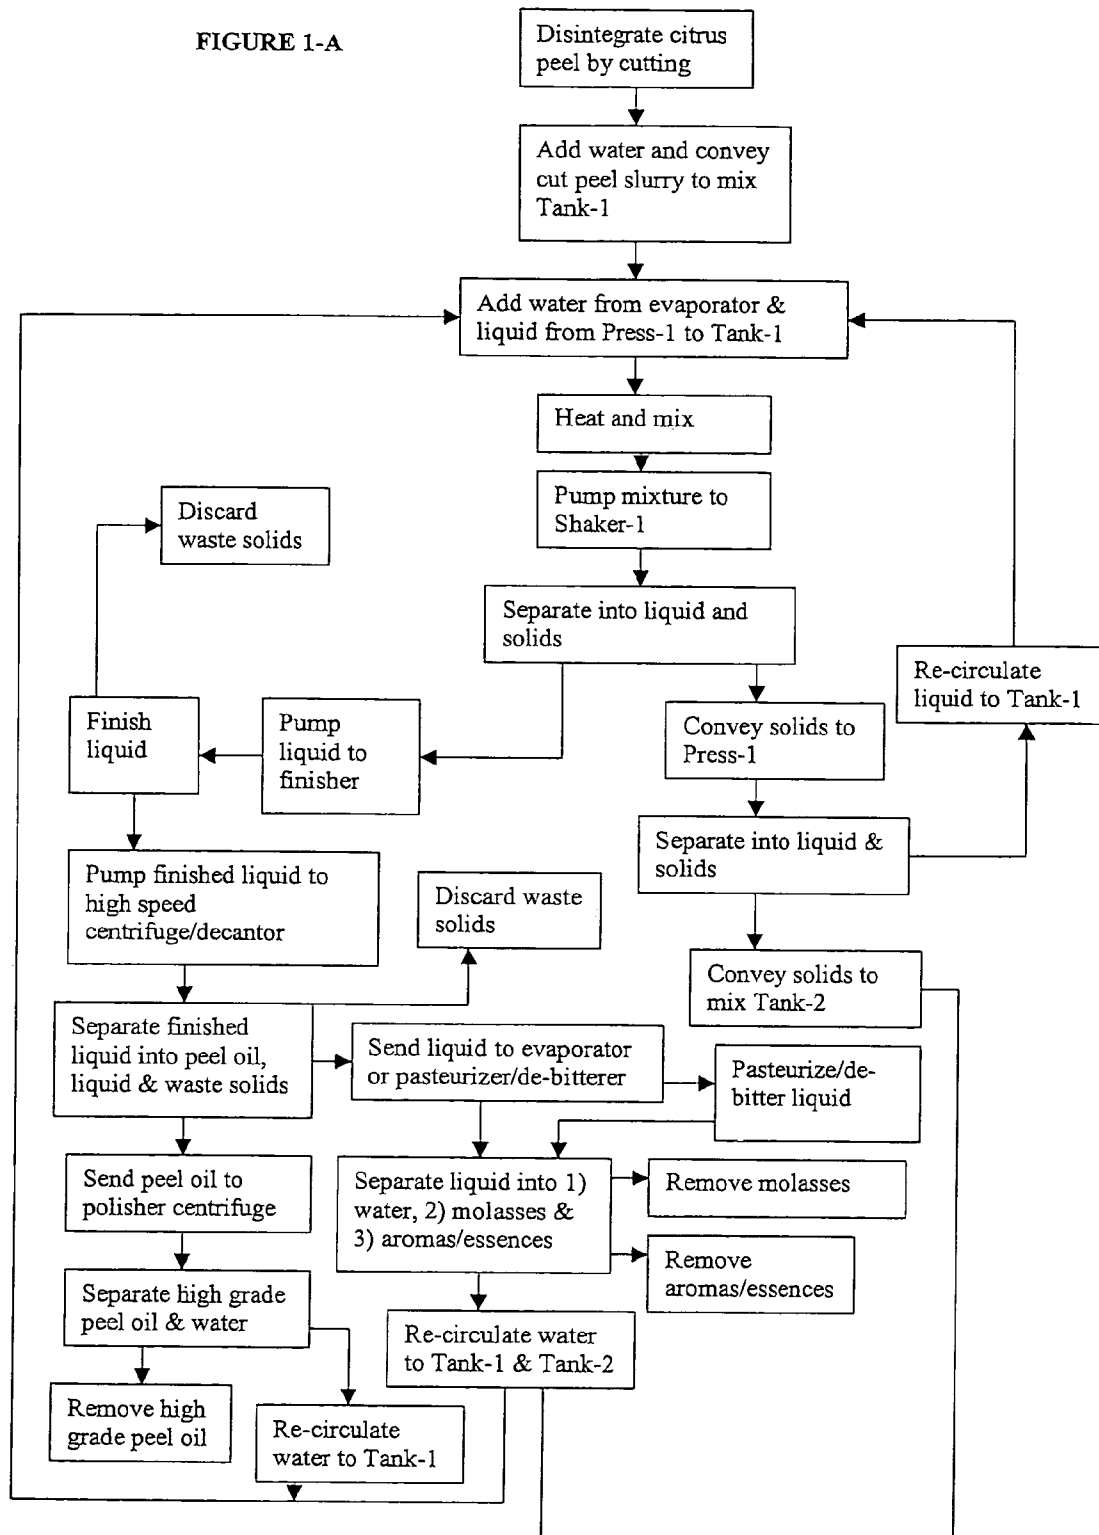 FIGURE 1-A
Disintegrate citrus
peel by cutting
Add water and convey
cut peel slurry to mix
Tank-1
Add water from evaporator &
liquid from Press-1 to Tank-1
Heat and mix
Pump mixture to
Shaker-1
Discard
waste solids
Separate into liquid and
solids
Re-circulate
liquid to Tank-1
Finish
liquid
Pump
liquid to
finisher
Convey solids to
Press-1
Separate into liquid &
solids
Pump finished liquid to
high speed
centrifuge/decantor
Discard waste
solids
Convey solids to
mix Tank-2
Separate finished
liquid into peel oil,
liquid & waste solids
Send liquid to evaporator
or pasteurizer/de-bitterer
Pasteurize/de-
bitter liquid
Send peel oil to
polisher centrifuge
Separate liquid into 1)
water, 2) molasses &
3) aromas/essences
Remove molasses
Remove
aromas/essences
Separate high grade
peel oil & water
Re-circulate water
to Tank-1 & Tank-2
Remove high
grade peel oil
Re-circulate
water to Tank-1